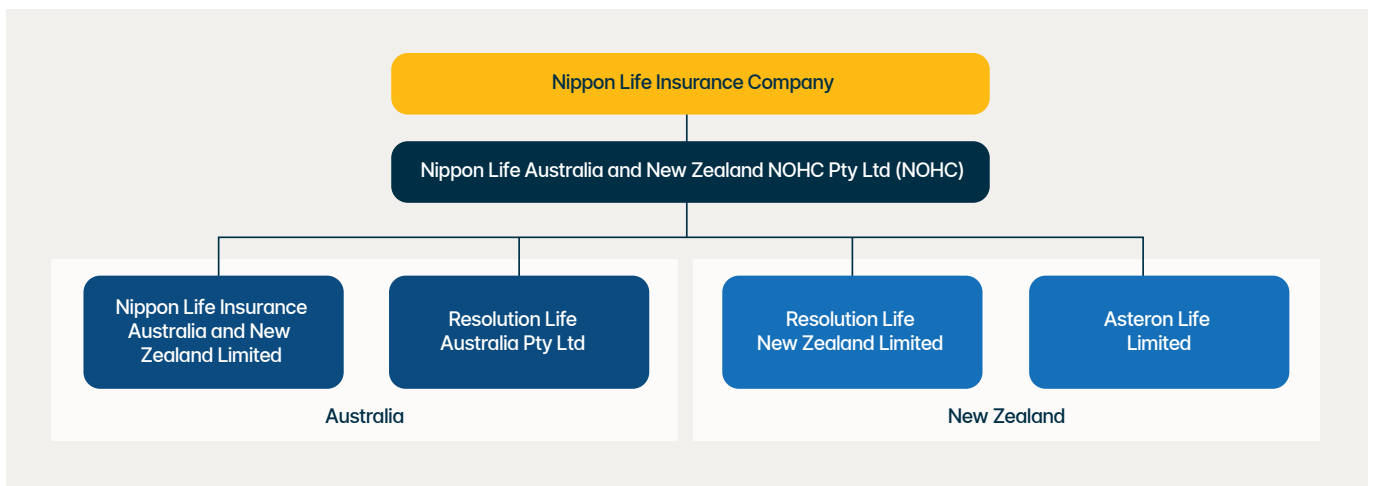 Nippon Life Insurance Company
Nippon Life Australia and New Zealand NOHC Pty Ltd (NOHC)
Nippon Life Insurance
Australia and New
Zealand Limited
Resolution Life
Australia Pty Ltd
Resolution Life
New Zealand Limited
Asteron Life
Limited
Australia
New Zealand